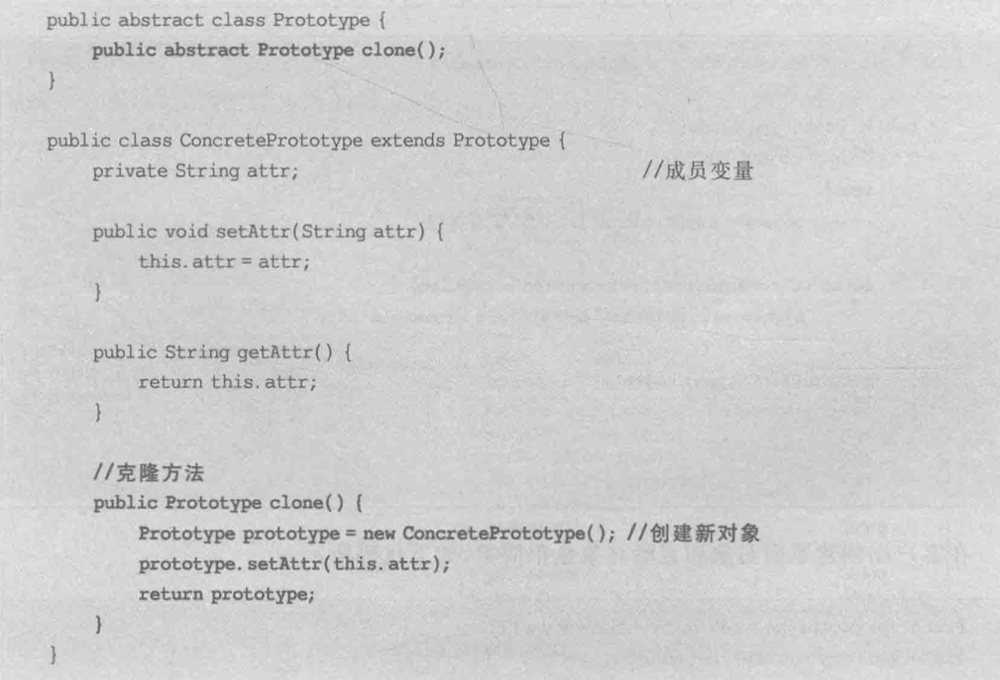 public abstract class Prototype {
public abstract Prototype clone();
}
public class ConcretePrototype extends Prototype {
private String attr; //成员变量
public void setAttr(String attr) {
this.attr = attr;
}
public String getAttr() {
return this.attr;
}
//克隆方法
public Prototype clone() {
Prototype prototype = new ConcretePrototype(); //创建新对象
prototype.setAttr(this.attr);
return prototype;
}
}